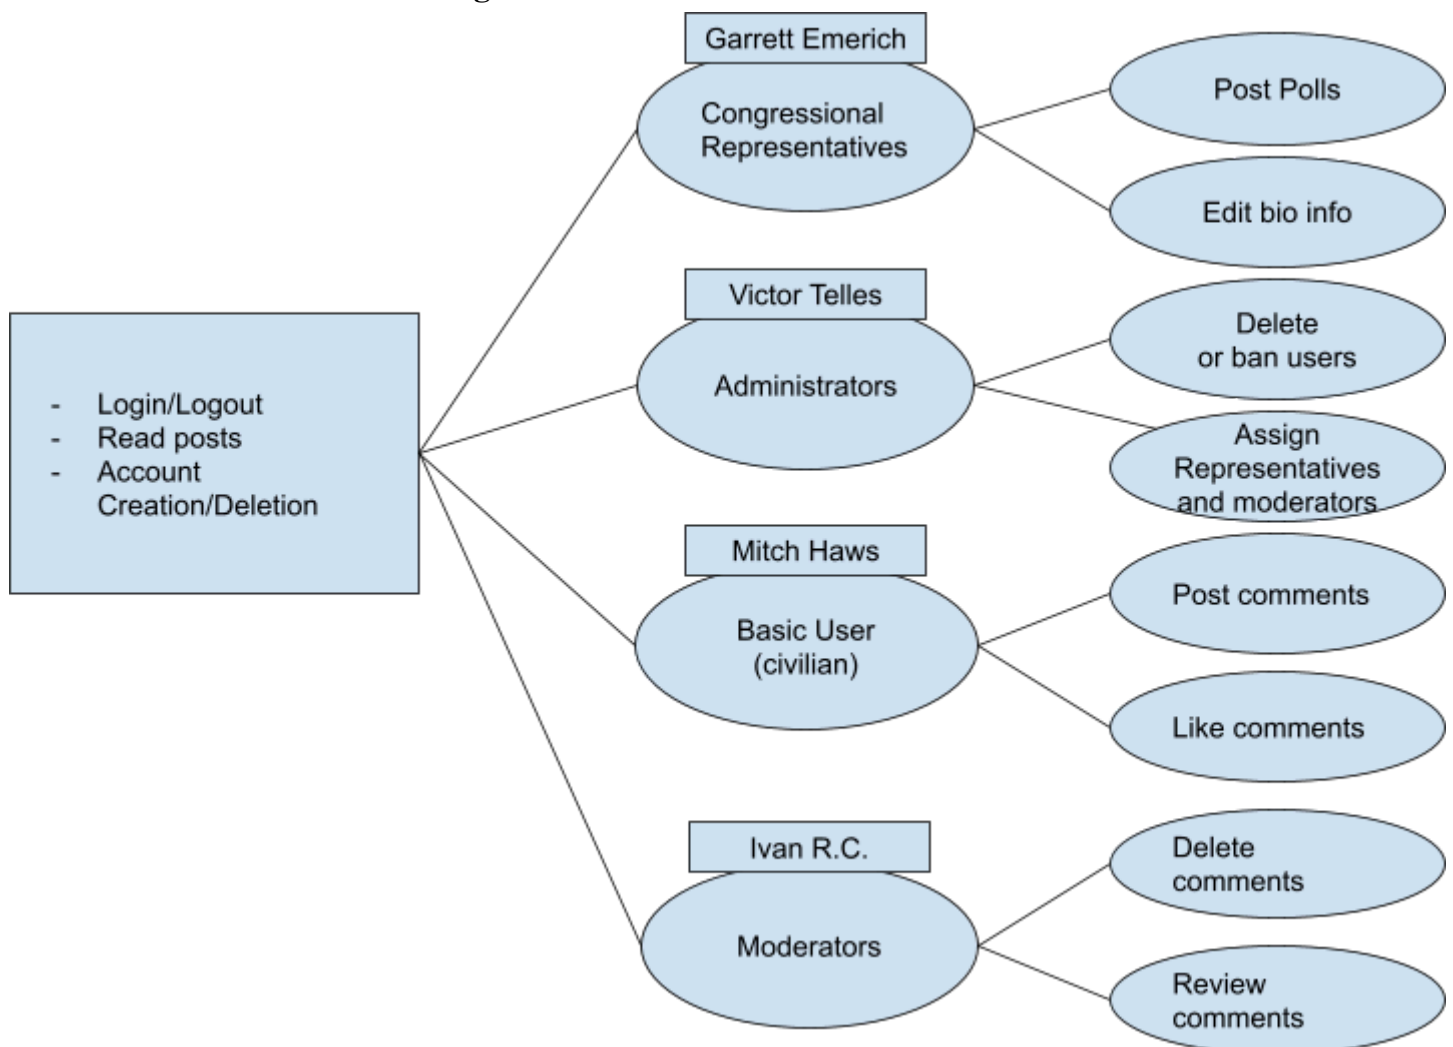 Garrett Emerich
Congressional
Representatives
Post Polls
Edit bio info
Victor Telles
Administrators
Delete
or ban users
Assign
Representatives
and moderators
- Login/Logout
- Read posts
- Account
Creation/Deletion
Mitch Haws
Basic User
(civilian)
Post comments
Like comments
Ivan R.C.
Moderators
Delete
comments
Review
comments